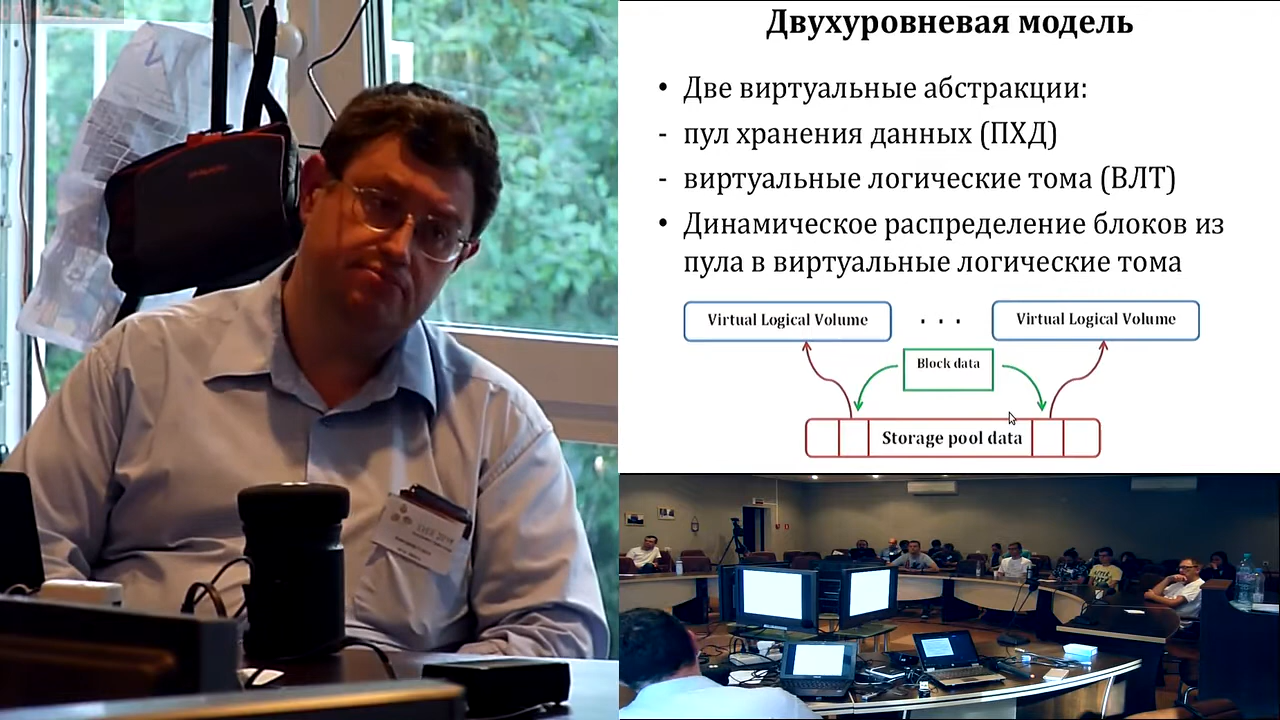 Двухуровневая модель
• Две виртуальные абстракции:
- пул хранения данных (ПХД)
- виртуальные логические тома (ВЛТ)
• Динамическое распределение блоков из
пула в виртуальные логические тома
Virtual Logical Volume
. . .
Virtual Logical Volume
Block data
Storage pool data